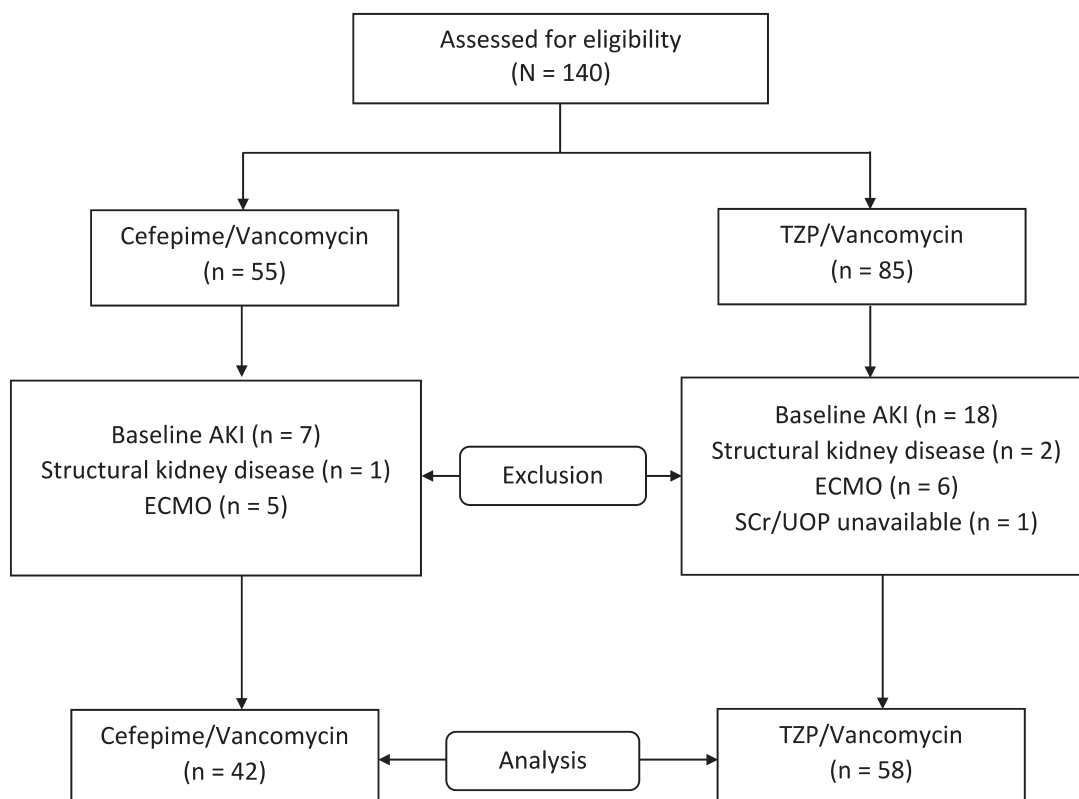 Assessed for eligibility
(N = 140)
Cefepime/Vancomycin
(n = 55)
TZP/Vancomycin
(n = 85)
Baseline AKI (n = 7)
Structural kidney disease (n = 1)
ECMO (n = 5)
Exclusion
Baseline AKI (n = 18)
Structural kidney disease (n = 2)
ECMO (n = 6)
SCr/UOP unavailable (n = 1)
Cefepime/Vancomycin
(n = 42)
Analysis
TZP/Vancomycin
(n = 58)